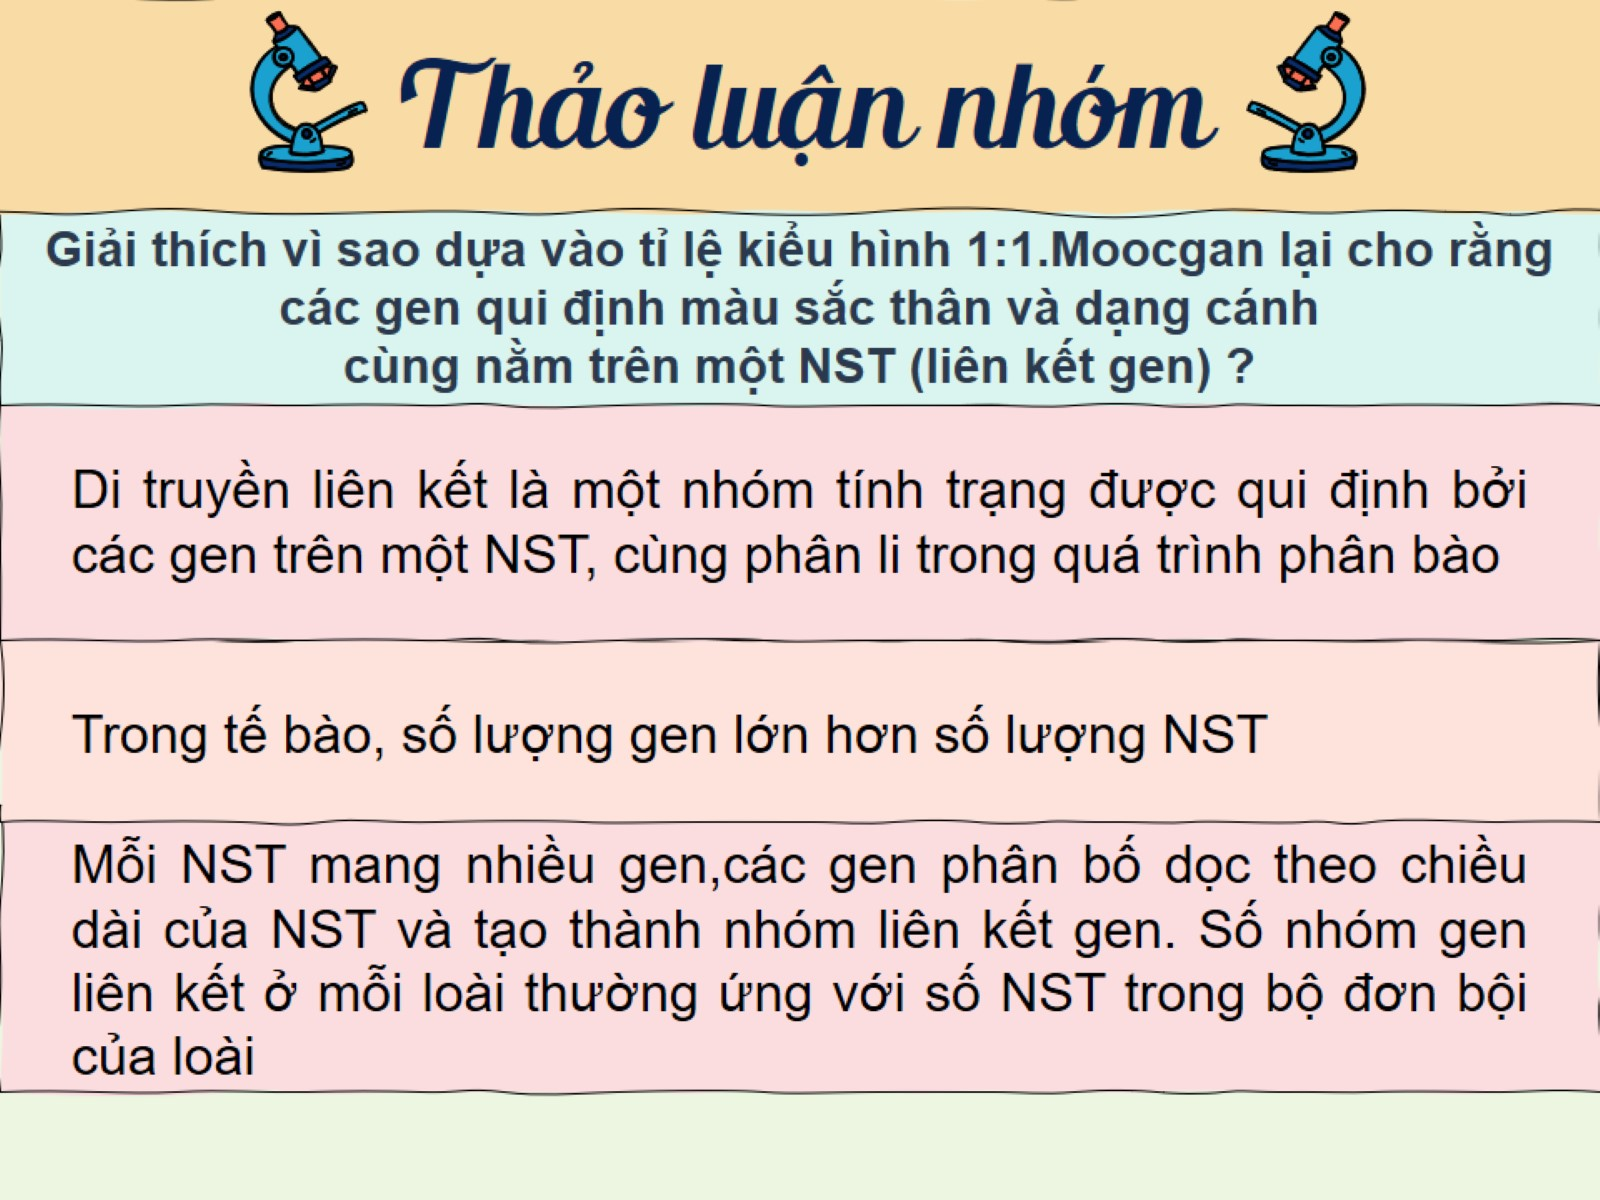 Thảo luận nhóm
Giải thích vì sao dựa vào tỉ lệ kiểu hình 1:1.Moocgan lại cho rằng
các gen qui định màu sắc thân và dạng cánh
cùng nằm trên một NST (liên kết gen) ?
Di truyền liên kết là một nhóm tính trạng được qui định bởi
các gen trên một NST, cùng phân li trong quá trình phân bào
Trong tế bào, số lượng gen lớn hơn số lượng NST
Mỗi NST mang nhiều gen,các gen phân bố dọc theo chiều
dài của NST và tạo thành nhóm liên kết gen. Số nhóm gen
liên kết ở mỗi loài thường ứng với số NST trong bộ đơn bội
của loài